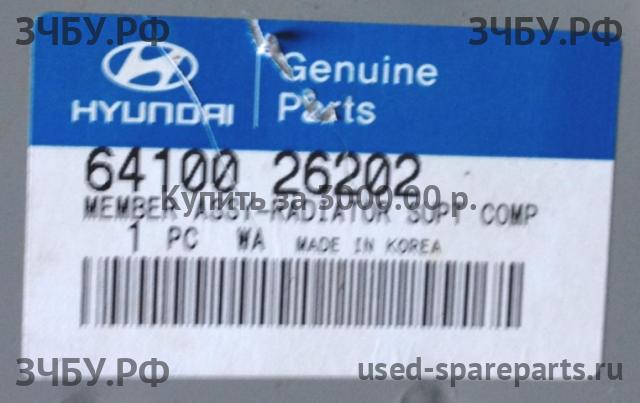 ЗЧБУ.РФ
ЗЧБУ.РФ
HYUNDAI
Genuine
Parts
64100 26202
Купить за 3000.00 р.
MEMBER ASSY-RADIATOR SUPT COMP
1 PC WA MADE IN KOREA
ЗЧБУ.РФ
used-spareparts.ru